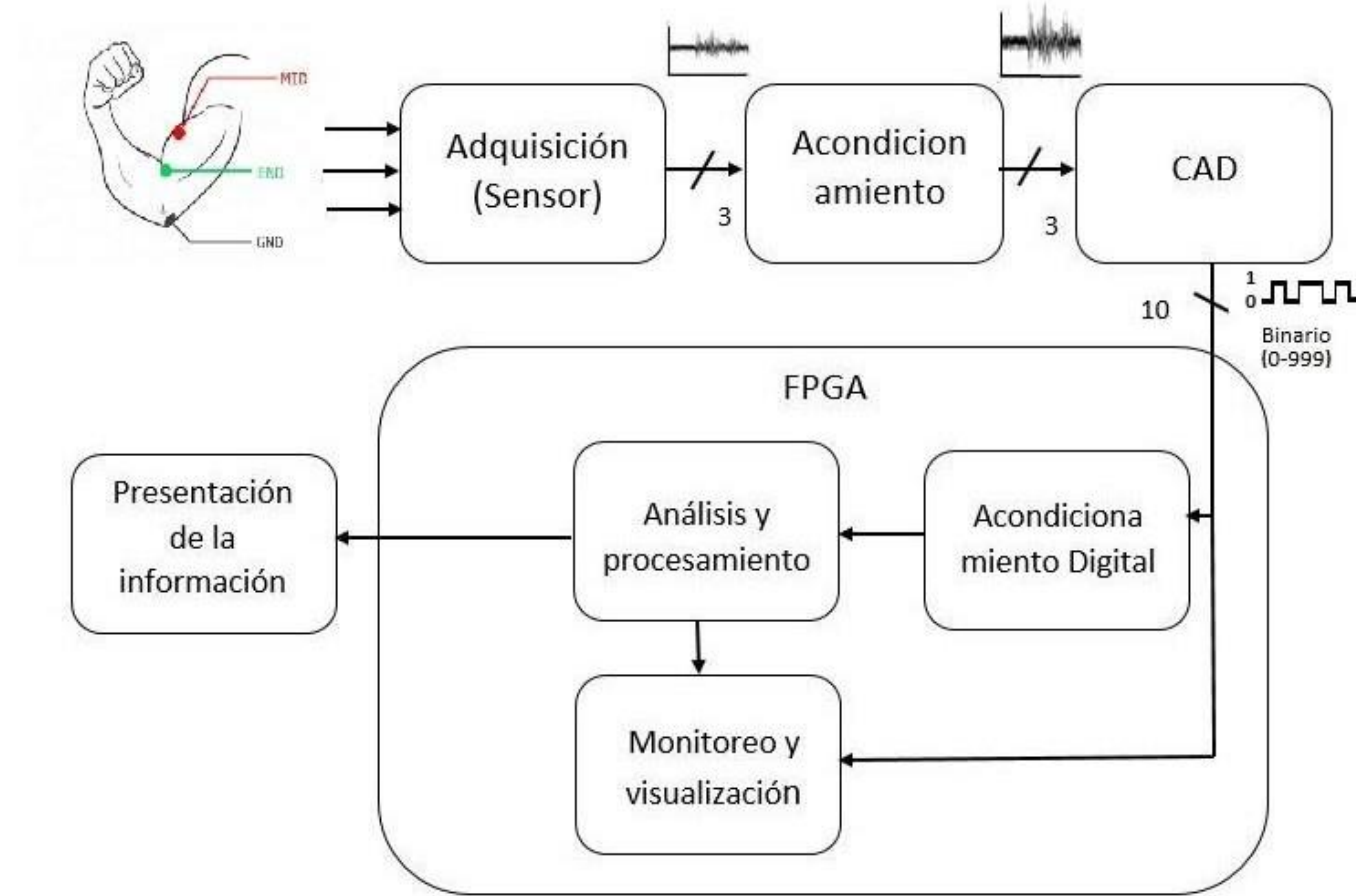 MID
END
GND
Adquisición
(Sensor)
3
Acondicion
amiento
3
CAD
10
1
0
Binario
(0-999)
FPGA
Presentación
de la
información
Análisis y
procesamiento
Acondiciona
miento Digital
Monitoreo y
visualización